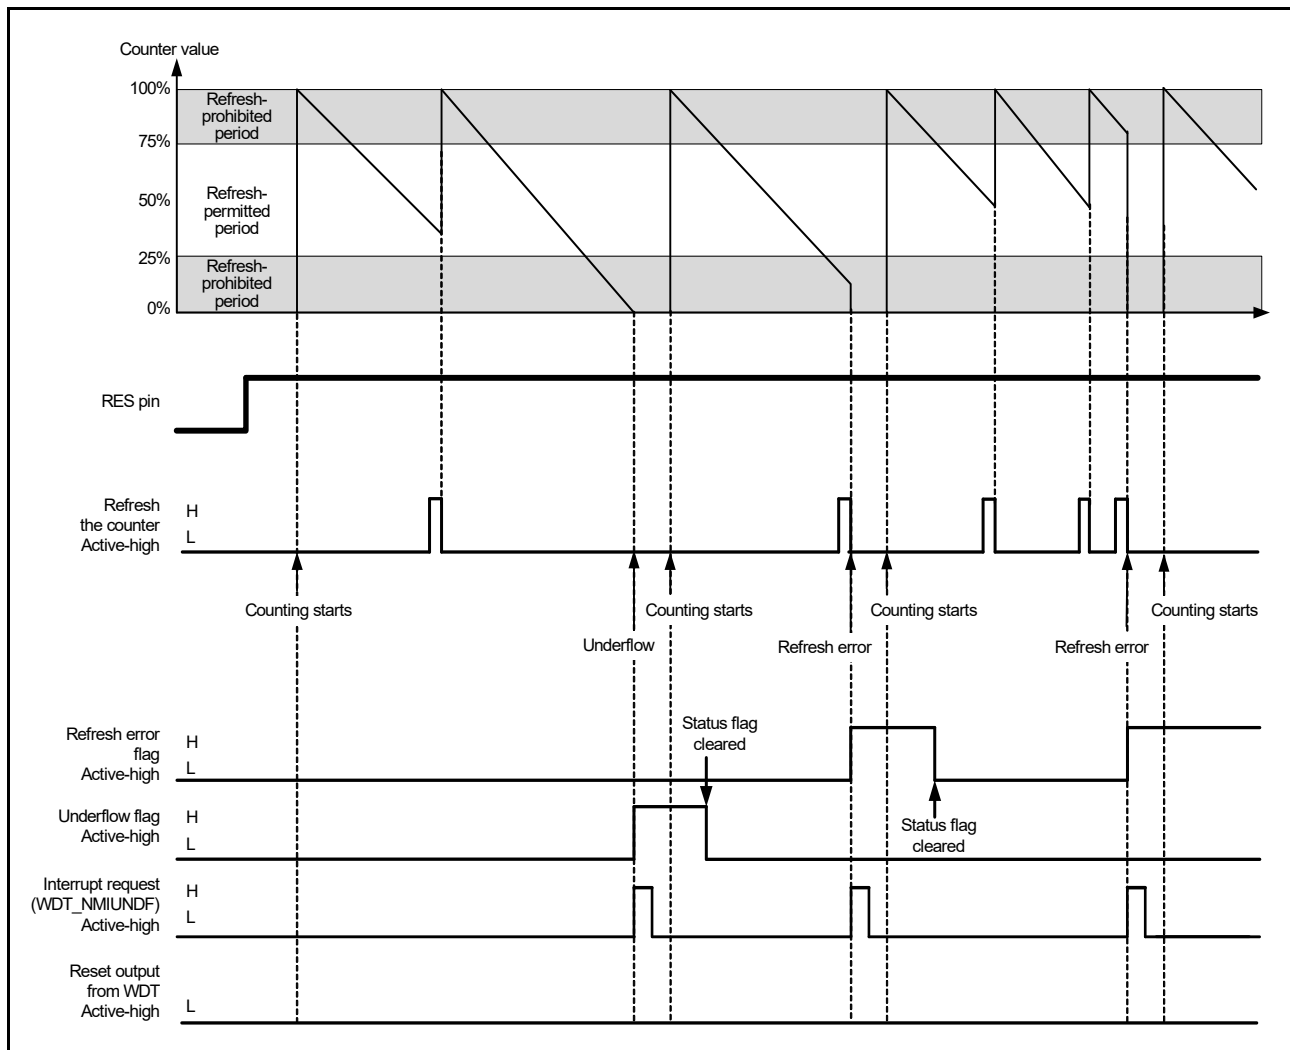 Counter value
100%
Refresh-
prohibited
period
75%
50%
Refresh-
permitted
period
25%
Refresh-
prohibited
period
0%
RES pin
Refresh
the counter
Active-high
H
L
Counting starts
Counting starts
Counting starts
Counting starts
Underflow
Refresh error
Refresh error
Refresh error
flag
Active-high
H
L
Status flag
cleared
Underflow flag
Active-high
H
L
Status flag
cleared
Interrupt request
(WDT_NMIUNDF)
Active-high
H
L
Reset output
from WDT
Active-high
L